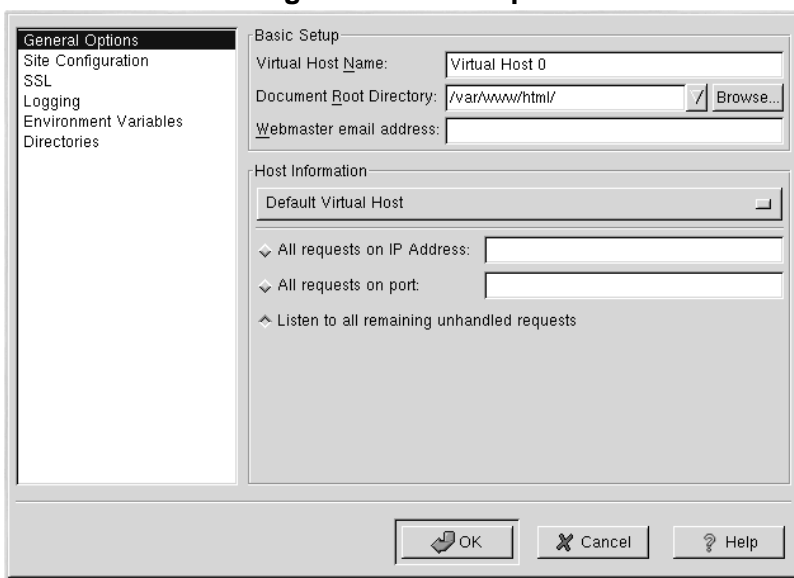 General Options
Site Configuration
SSL
Logging
Environment Variables
Directories
Basic Setup
Virtual Host Name: Virtual Host 0
Document Root Directory: /var/www/html/ Browse...
Webmaster email address:
Host Information
Default Virtual Host
All requests on IP Address:
All requests on port:
Listen to all remaining unhandled requests
OK Cancel Help